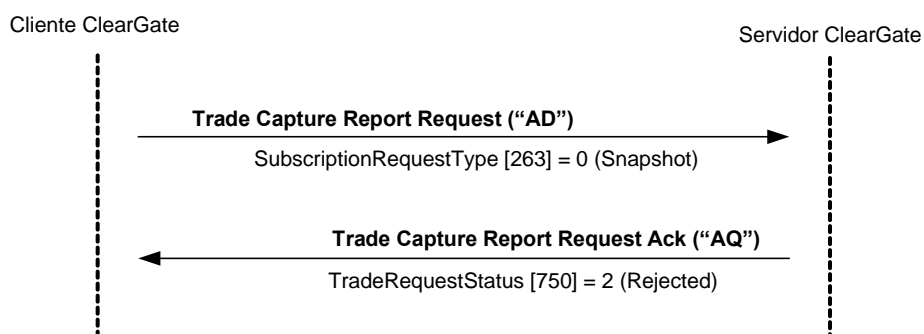 Cliente ClearGate
Servidor ClearGate
Trade Capture Report Request (“AD”)
SubscriptionRequestType [263] = 0 (Snapshot)
Trade Capture Report Request Ack (“AQ”)
TradeRequestStatus [750] = 2 (Rejected)